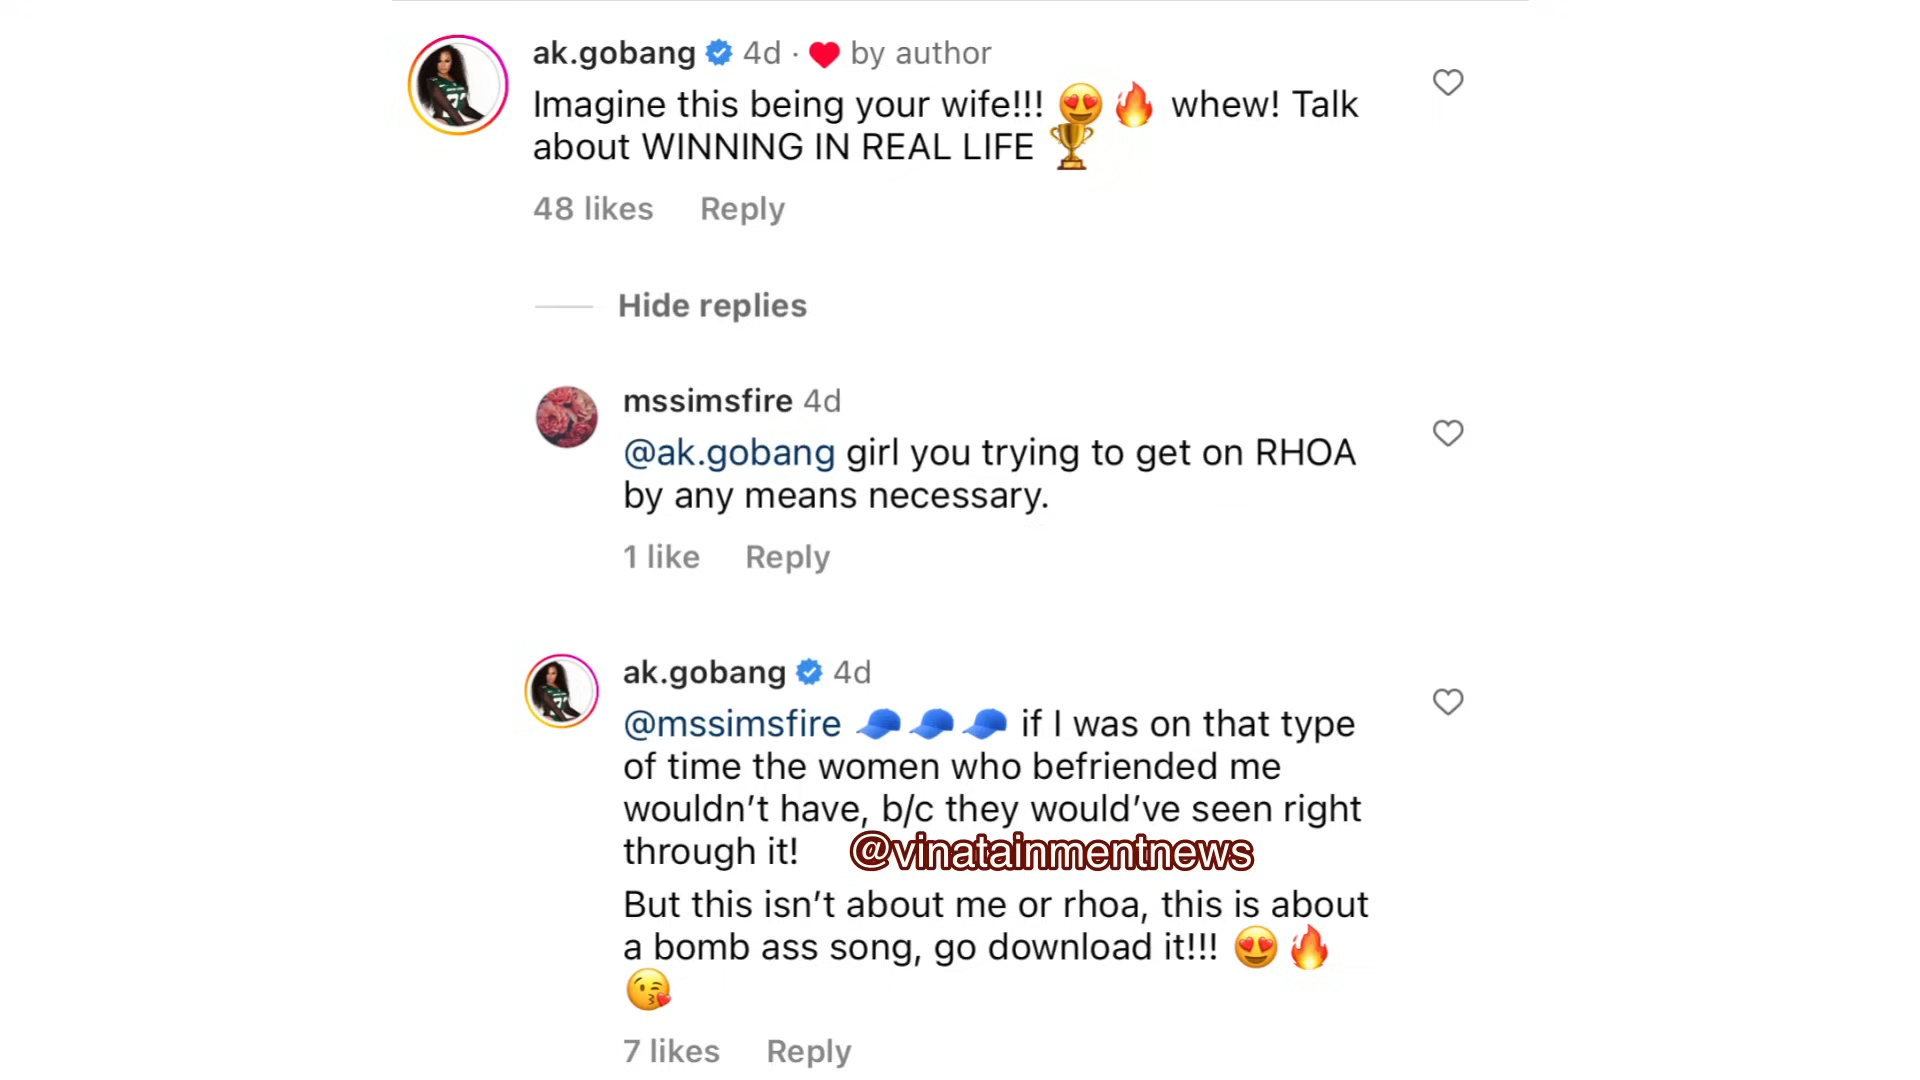 ak.gobang 4d · ❤️ by author
Imagine this being your wife!!! 😍🔥 whew! Talk
about WINNING IN REAL LIFE 🏆
48 likes Reply
Hide replies
mssimsfire 4d
@ak.gobang girl you trying to get on RHOA
by any means necessary.
1 like Reply
ak.gobang 4d
@mssimsfire 🧢🧢🧢 if I was on that type
of time the women who befriended me
wouldn’t have, b/c they would’ve seen right
through it! @vinatainmentnews
But this isn’t about me or rhoa, this is about
a bomb ass song, go download it!!! 😍🔥
😘
7 likes Reply